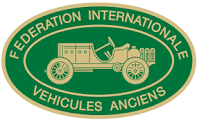 FEDERATION INTERNATIONALE
VEHICULES ANCIENS